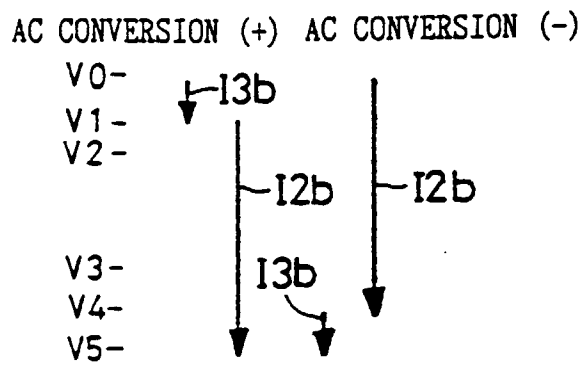 AC CONVERSION (+) AC CONVERSION (-)
V0-
I3b
V1-
V2-
I2b
I2b
V3-
I3b
V4-
V5-